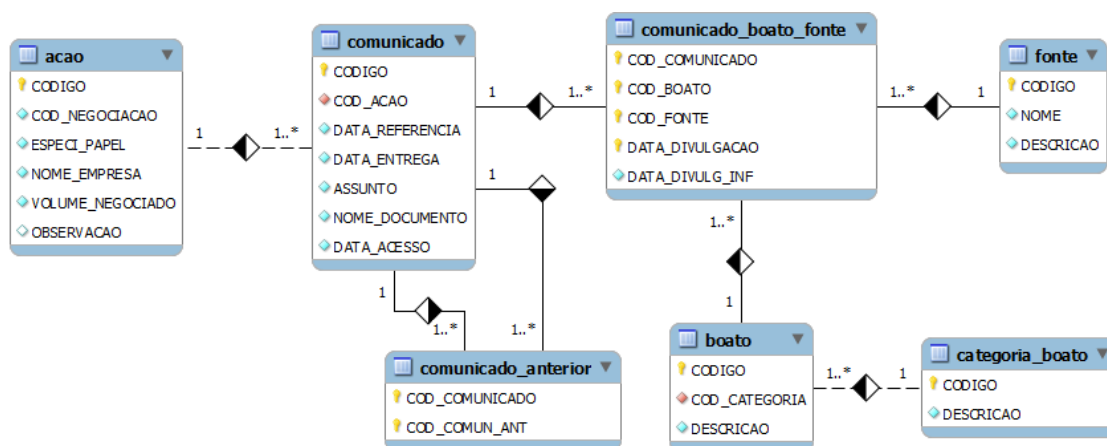 acao
CODIGO
COD_NEGOCIACAO
ESPECI_PAPEL
NOME_EMPRESA
VOLUME_NEGOCIADO
OBSERVACAO
1
1..*
comunicado
CODIGO
COD_ACAO
DATA_REFERENCIA
DATA_ENTREGA
ASSUNTO
NOME_DOCUMENTO
DATA_ACESSO
1
1..*
1
1..*
1
1..*
comunicado_boato_fonte
COD_COMUNICADO
COD_BOATO
COD_FONTE
DATA_DIVULGACAO
DATA_DIVULG_INF
1..*
1
fonte
CODIGO
NOME
DESCRICAO
1..*
1
comunicado_anterior
COD_COMUNICADO
COD_COMUN_ANT
boato
CODIGO
COD_CATEGORIA
DESCRICAO
1..*
1
categoria_boato
CODIGO
DESCRICAO